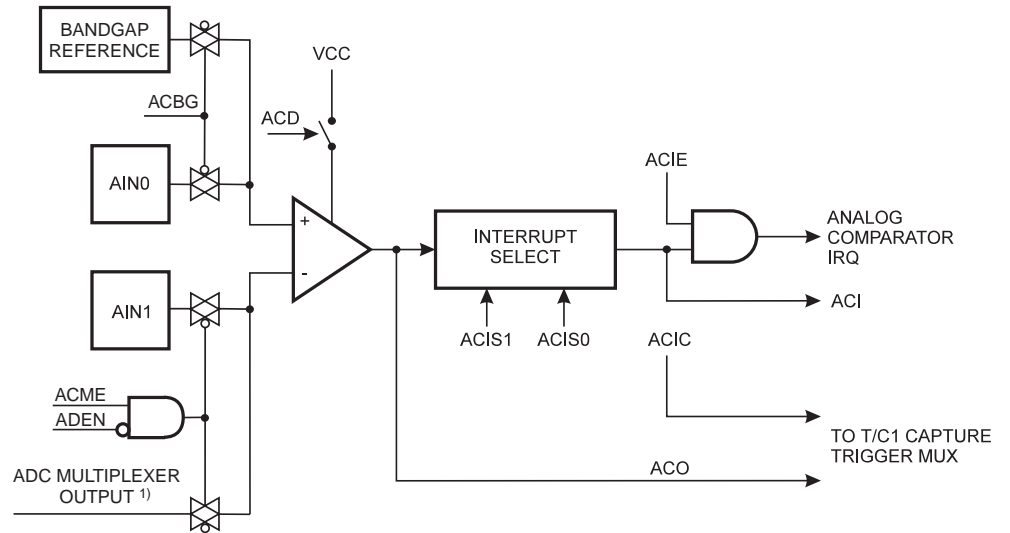 BANDGAP
REFERENCE
VCC
ACBG
ACD
AIN0
ACIE
+
INTERRUPT
SELECT
ANALOG
COMPARATOR
IRQ
-
AIN1
ACI
ACIS1
ACIS0
ACIC
ACME
ADEN
TO T/C1 CAPTURE
TRIGGER MUX
ADC MULTIPLEXER
OUTPUT 1)
ACO